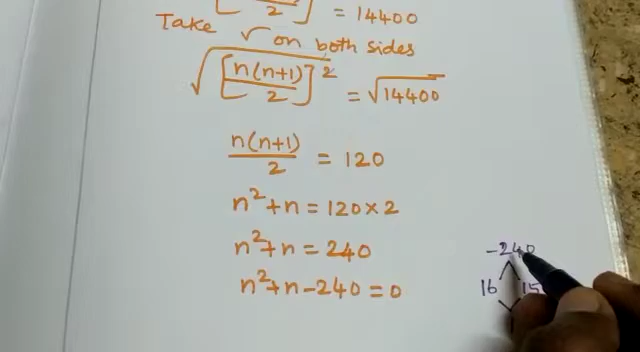 [ 2 ] = 14400
Take √ on both sides
√[n(n+1)/2]² = √14400
n(n+1)/2 = 120
n²+n = 120×2
n²+n = 240
n²+n-240 = 0
-240
16 15